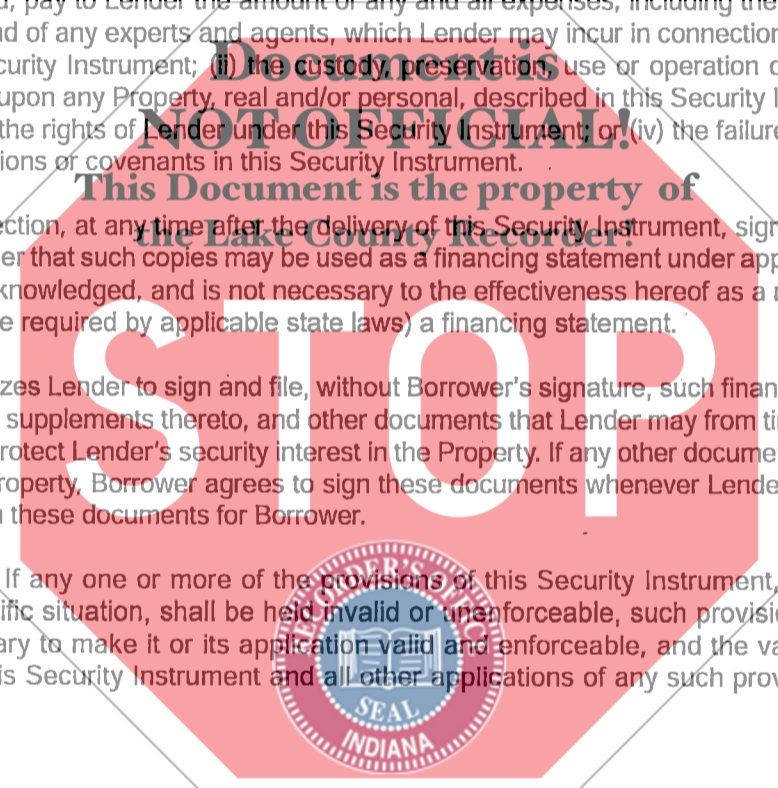 pay to Lender the amount of any and all expenses, including the
d of any experts and agents, which Lender may incur in connection
curity Instrument; (ii) the custody, preservation, use or operation o
Document is
upon any Property, real and/or personal, described in this Security I
the rights of Lender under this Security Instrument; or (iv) the failure
NOT OFFICIAL!
ions or covenants in this Security Instrument.
This Document is the property of
the Lake County Recorder!
ction, at any time after the delivery of this Security Instrument, sign
er that such copies may be used as a financing statement under app
knowledged, and is not necessary to the effectiveness hereof as a
e required by applicable state laws) a financing statement.
STOP
zes Lender to sign and file, without Borrower's signature, such finan
supplements thereto, and other documents that Lender may from ti
rotect Lender's security interest in the Property. If any other docume
roperty, Borrower agrees to sign these documents whenever Lende
these documents for Borrower.
If any one or more of the provisions of this Security Instrument,
ific situation, shall be held invalid or unenforceable, such provisi
ary to make it or its application valid and enforceable, and the va
is Security Instrument and all other applications of any such prov
RECORDER'S OFFICE
SEAL
INDIANA